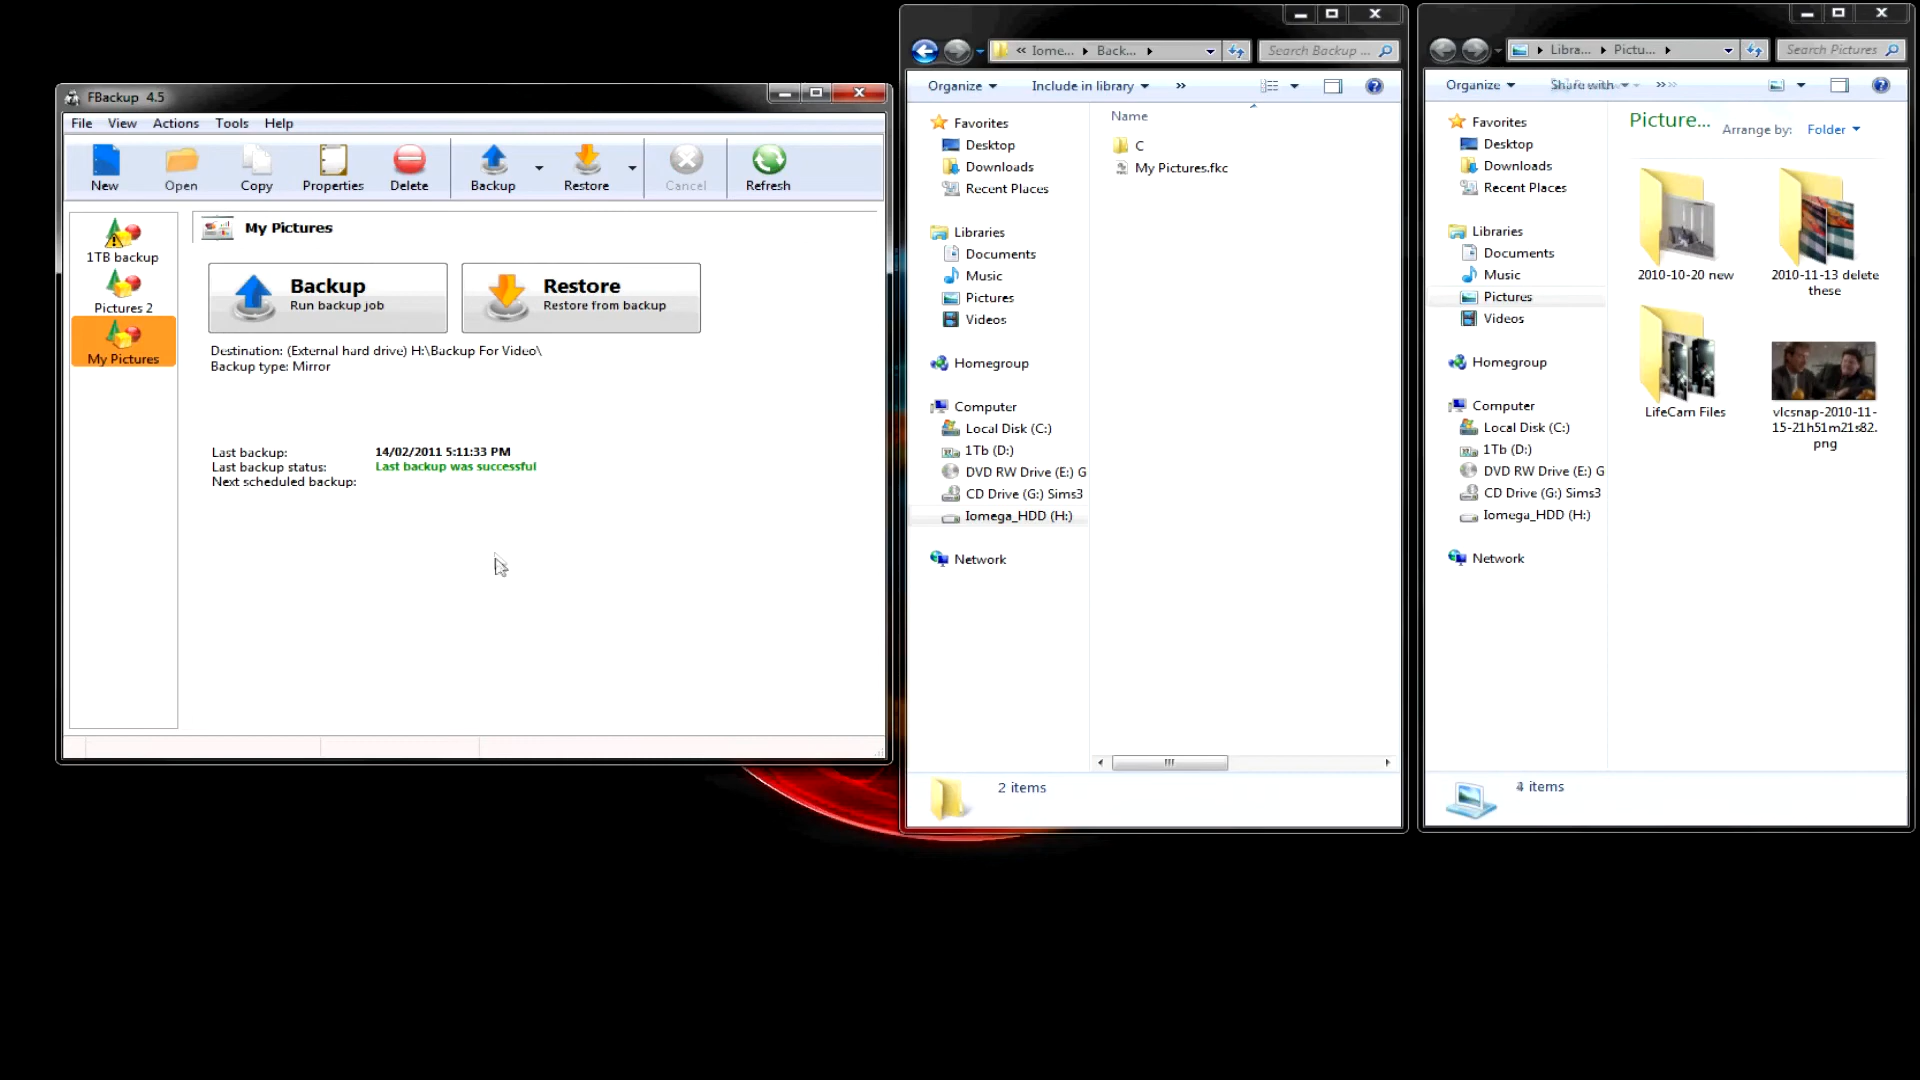 FBackup 4.5
File View Actions Tools Help
New Open Copy Properties Delete Backup Restore Cancel Refresh
1TB backup
Pictures 2
My Pictures
My Pictures
Backup
Run backup job
Restore
Restore from backup
Destination: (External hard drive) H:\Backup For Video\
Backup type: Mirror
Last backup: 14/02/2011 5:11:33 PM
Last backup status: Last backup was successful
Next scheduled backup:
« Iome... Back...
Search Backup ...
Organize Include in library »
Favorites
Desktop
Downloads
Recent Places
Libraries
Documents
Music
Pictures
Videos
Homegroup
Computer
Local Disk (C:)
1Tb (D:)
DVD RW Drive (E:) G
CD Drive (G:) Sims3
Iomega_HDD (H:)
Network
Name
C
My Pictures.fkc
2 items
Libra... Pictu...
Search Pictures
Organize Share with »
Favorites
Desktop
Downloads
Recent Places
Libraries
Documents
Music
Pictures
Videos
Homegroup
Computer
Local Disk (C:)
1Tb (D:)
DVD RW Drive (E:) G
CD Drive (G:) Sims3
Iomega_HDD (H:)
Network
Picture...
Arrange by: Folder
2010-10-20 new
2010-11-13 delete
these
LifeCam Files
vlcsnap-2010-11-
15-21h51m21s82.
png
4 items